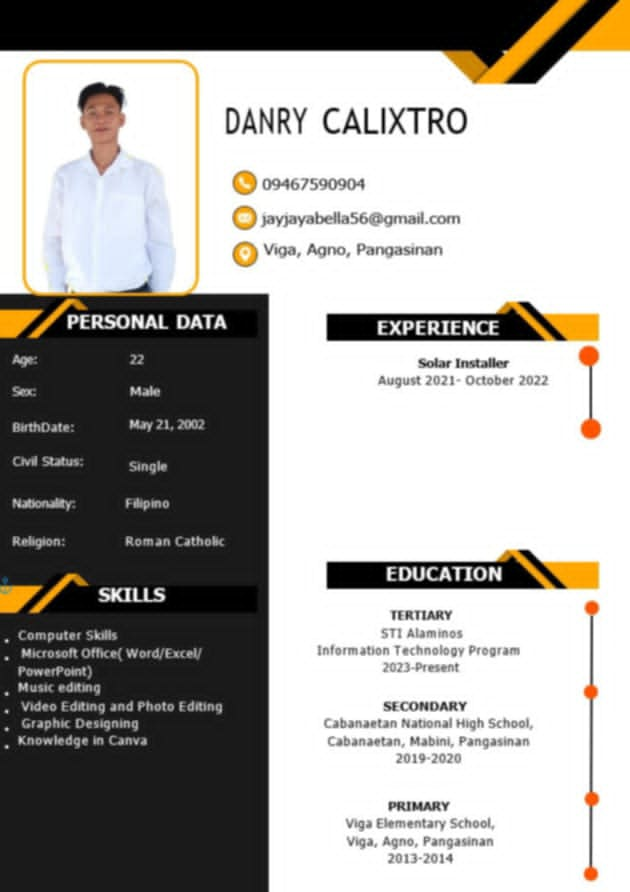 DANRY CALIXTRO
09467590904
jayjayabella56@gmail.com
Viga, Agno, Pangasinan
PERSONAL DATA
Age: 22
Sex: Male
BirthDate: May 21, 2002
Civil Status: Single
Nationality: Filipino
Religion: Roman Catholic
SKILLS
Computer Skills
Microsoft Office( Word/Excel/
PowerPoint)
Music editing
Video Editing and Photo Editing
Graphic Designing
Knowledge in Canva
EXPERIENCE
Solar Installer
August 2021- October 2022
EDUCATION
TERTIARY
STI Alaminos
Information Technology Program
2023-Present
SECONDARY
Cabanaetan National High School,
Cabanaetan, Mabini, Pangasinan
2019-2020
PRIMARY
Viga Elementary School,
Viga, Agno, Pangasinan
2013-2014